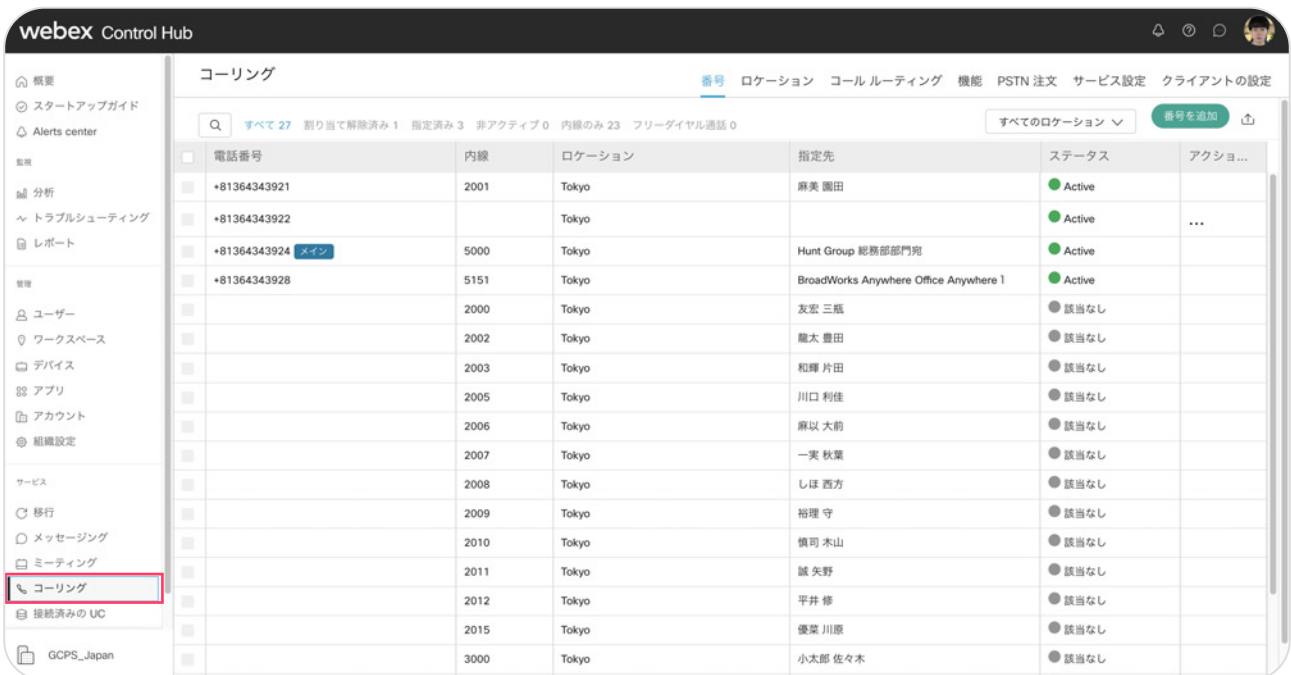 webex Control Hub
概要
スタートアップガイド
Alerts center
監視
分析
トラブルシューティング
レポート
管理
ユーザー
ワークスペース
デバイス
アプリ
アカウント
組織設定
サービス
移行
メッセージング
ミーティング
コーリング
接続済みの UC
GCPS_Japan
コーリング
番号 ロケーション コール ルーティング 機能 PSTN 注文 サービス設定 クライアントの設定
すべて 27 割り当て解除済み 1 指定済み 3 非アクティブ 0 内線のみ 23 フリーダイヤル通話 0 すべてのロケーション 番号を追加
電話番号 内線 ロケーション 指定先 ステータス アクショ...
+81364343921 2001 Tokyo 麻美 園田 Active
+81364343922 Tokyo Active ...
+81364343924 メイン 5000 Tokyo Hunt Group 総務部部門宛 Active
+81364343928 5151 Tokyo BroadWorks Anywhere Office Anywhere 1 Active
2000 Tokyo 友宏 三瓶 該当なし
2002 Tokyo 龍太 豊田 該当なし
2003 Tokyo 和輝 片田 該当なし
2005 Tokyo 川口 利佳 該当なし
2006 Tokyo 麻以 大前 該当なし
2007 Tokyo 一実 秋葉 該当なし
2008 Tokyo しほ 西方 該当なし
2009 Tokyo 裕理 守 該当なし
2010 Tokyo 慎司 木山 該当なし
2011 Tokyo 誠 矢野 該当なし
2012 Tokyo 平井 修 該当なし
2015 Tokyo 優菜 川原 該当なし
3000 Tokyo 小太郎 佐々木 該当なし